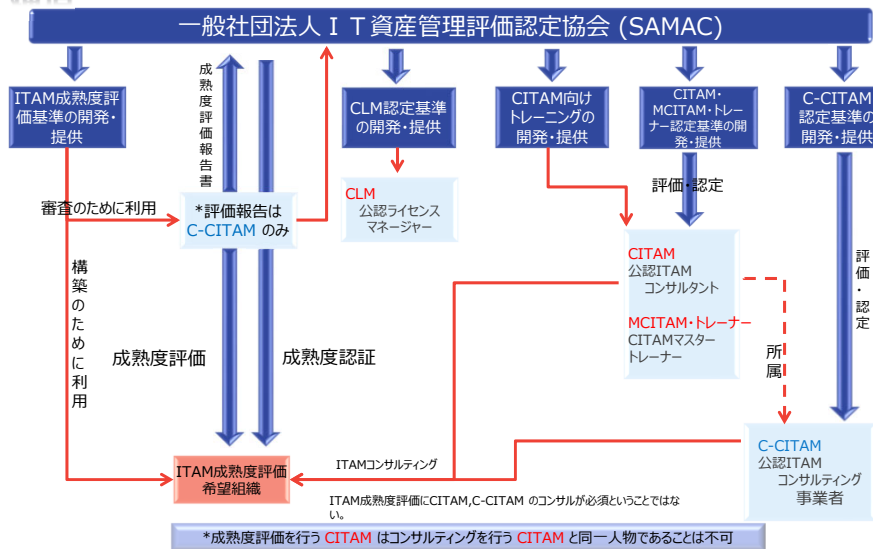 一般社団法人ＩＴ資産管理評価認定協会 (SAMAC)
ITAM成熟度評
価基準の開発・
提供
成熟度評価報告書
CLM認定基準
の開発・提供
CITAM向け
トレーニングの
開発・提供
CITAM・
MCITAM・トレー
ナー認定基準の開
発・提供
C-CITAM
認定基準の
開発・提供
審査のために利用
*評価報告は
C-CITAM のみ
CLM
公認ライセンス
マネージャー
評価・認定
CITAM
公認ITAM
コンサルタント
MCITAM・トレーナー
CITAMマスター
トレーナー
評価・認定
構築のために利用
成熟度評価
成熟度認証
所属
ITAM成熟度評価
希望組織
ITAMコンサルティング
C-CITAM
公認ITAM
コンサルティング
事業者
ITAM成熟度評価にCITAM,C-CITAM のコンサルが必須ということではな
い。
*成熟度評価を行う CITAM はコンサルティングを行う CITAM と同一人物であることは不可